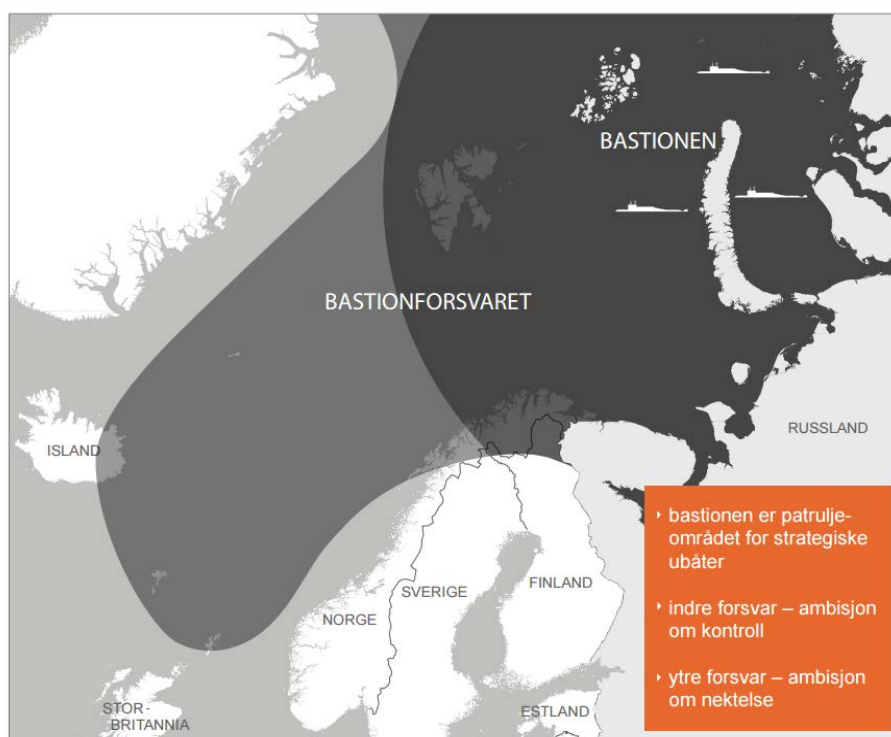 BASTIONEN
BASTIONFORSVARET
ISLAND
RUSSLAND
NORGE
SVERIGE
FINLAND
STOR-
BRITANNIA
ESTLAND
‣ bastionen er patrulje-
området for strategiske
ubåter
‣ indre forsvar – ambisjon
om kontroll
‣ ytre forsvar – ambisjon
om nektelse